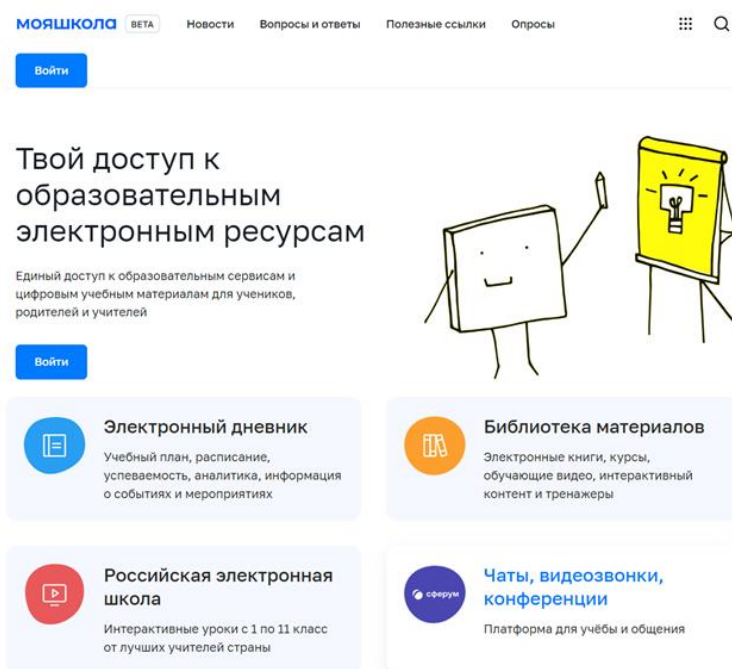 МОЯШКОЛА BETA Новости Вопросы и ответы Полезные ссылки Опросы
Войти
Твой доступ к
образовательным
электронным ресурсам
Единый доступ к образовательным сервисам и
цифровым учебным материалам для учеников,
родителей и учителей
Войти
Электронный дневник
Учебный план, расписание,
успеваемость, аналитика, информация
о событиях и мероприятиях
Библиотека материалов
Электронные книги, курсы,
обучающие видео, интерактивный
контент и тренажеры
Российская электронная
школа
Интерактивные уроки с 1 по 11 класс
от лучших учителей страны
сферум
Чаты, видеозвонки,
конференции
Платформа для учёбы и общения